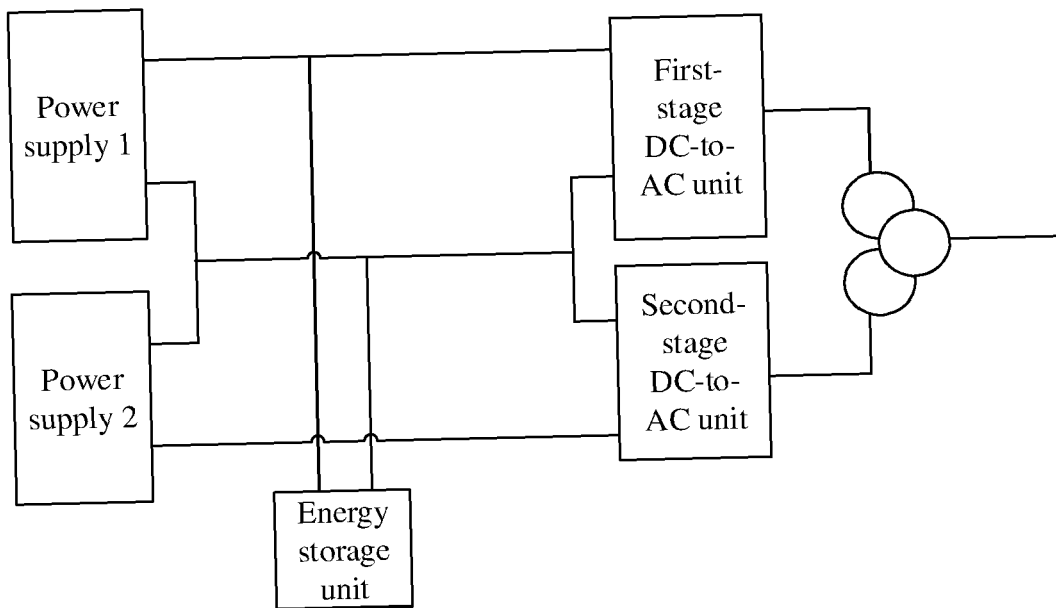 Power
supply 1
First-
stage
DC-to-
AC unit
Power
supply 2
Second-
stage
DC-to-
AC unit
Energy
storage
unit